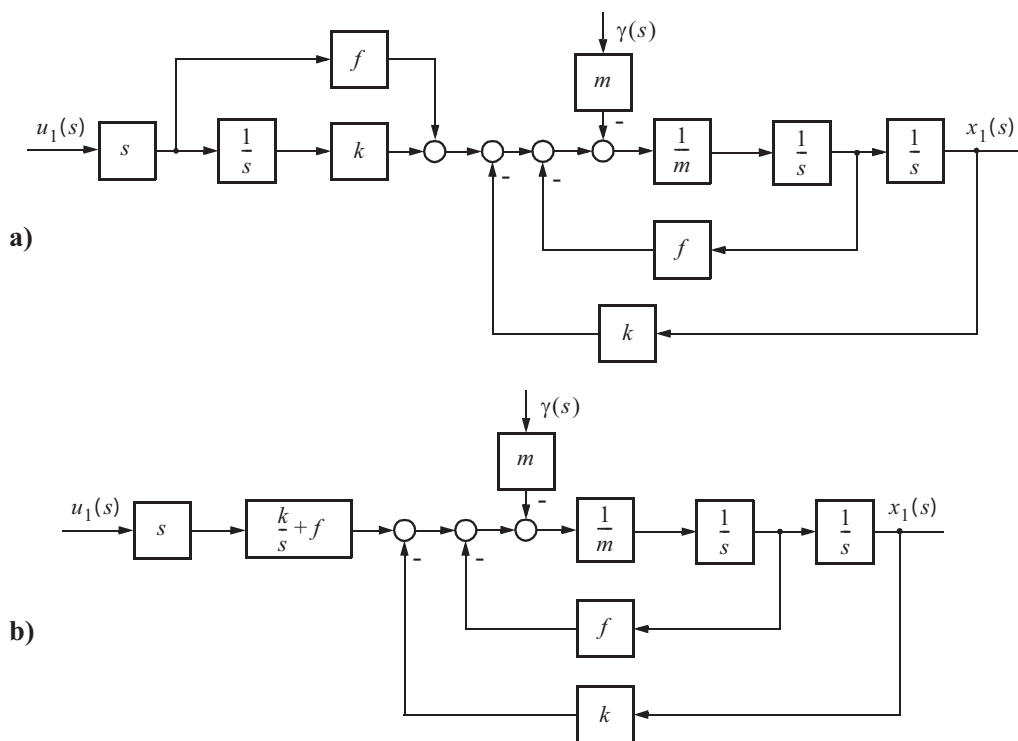 γ(s)
f
m
u₁(s)
s
1/s
k
-
1/m
1/s
1/s
x₁(s)
-
-
f
a)
k
γ(s)
m
u₁(s)
s
k/s + f
-
1/m
1/s
1/s
x₁(s)
-
-
f
b)
k